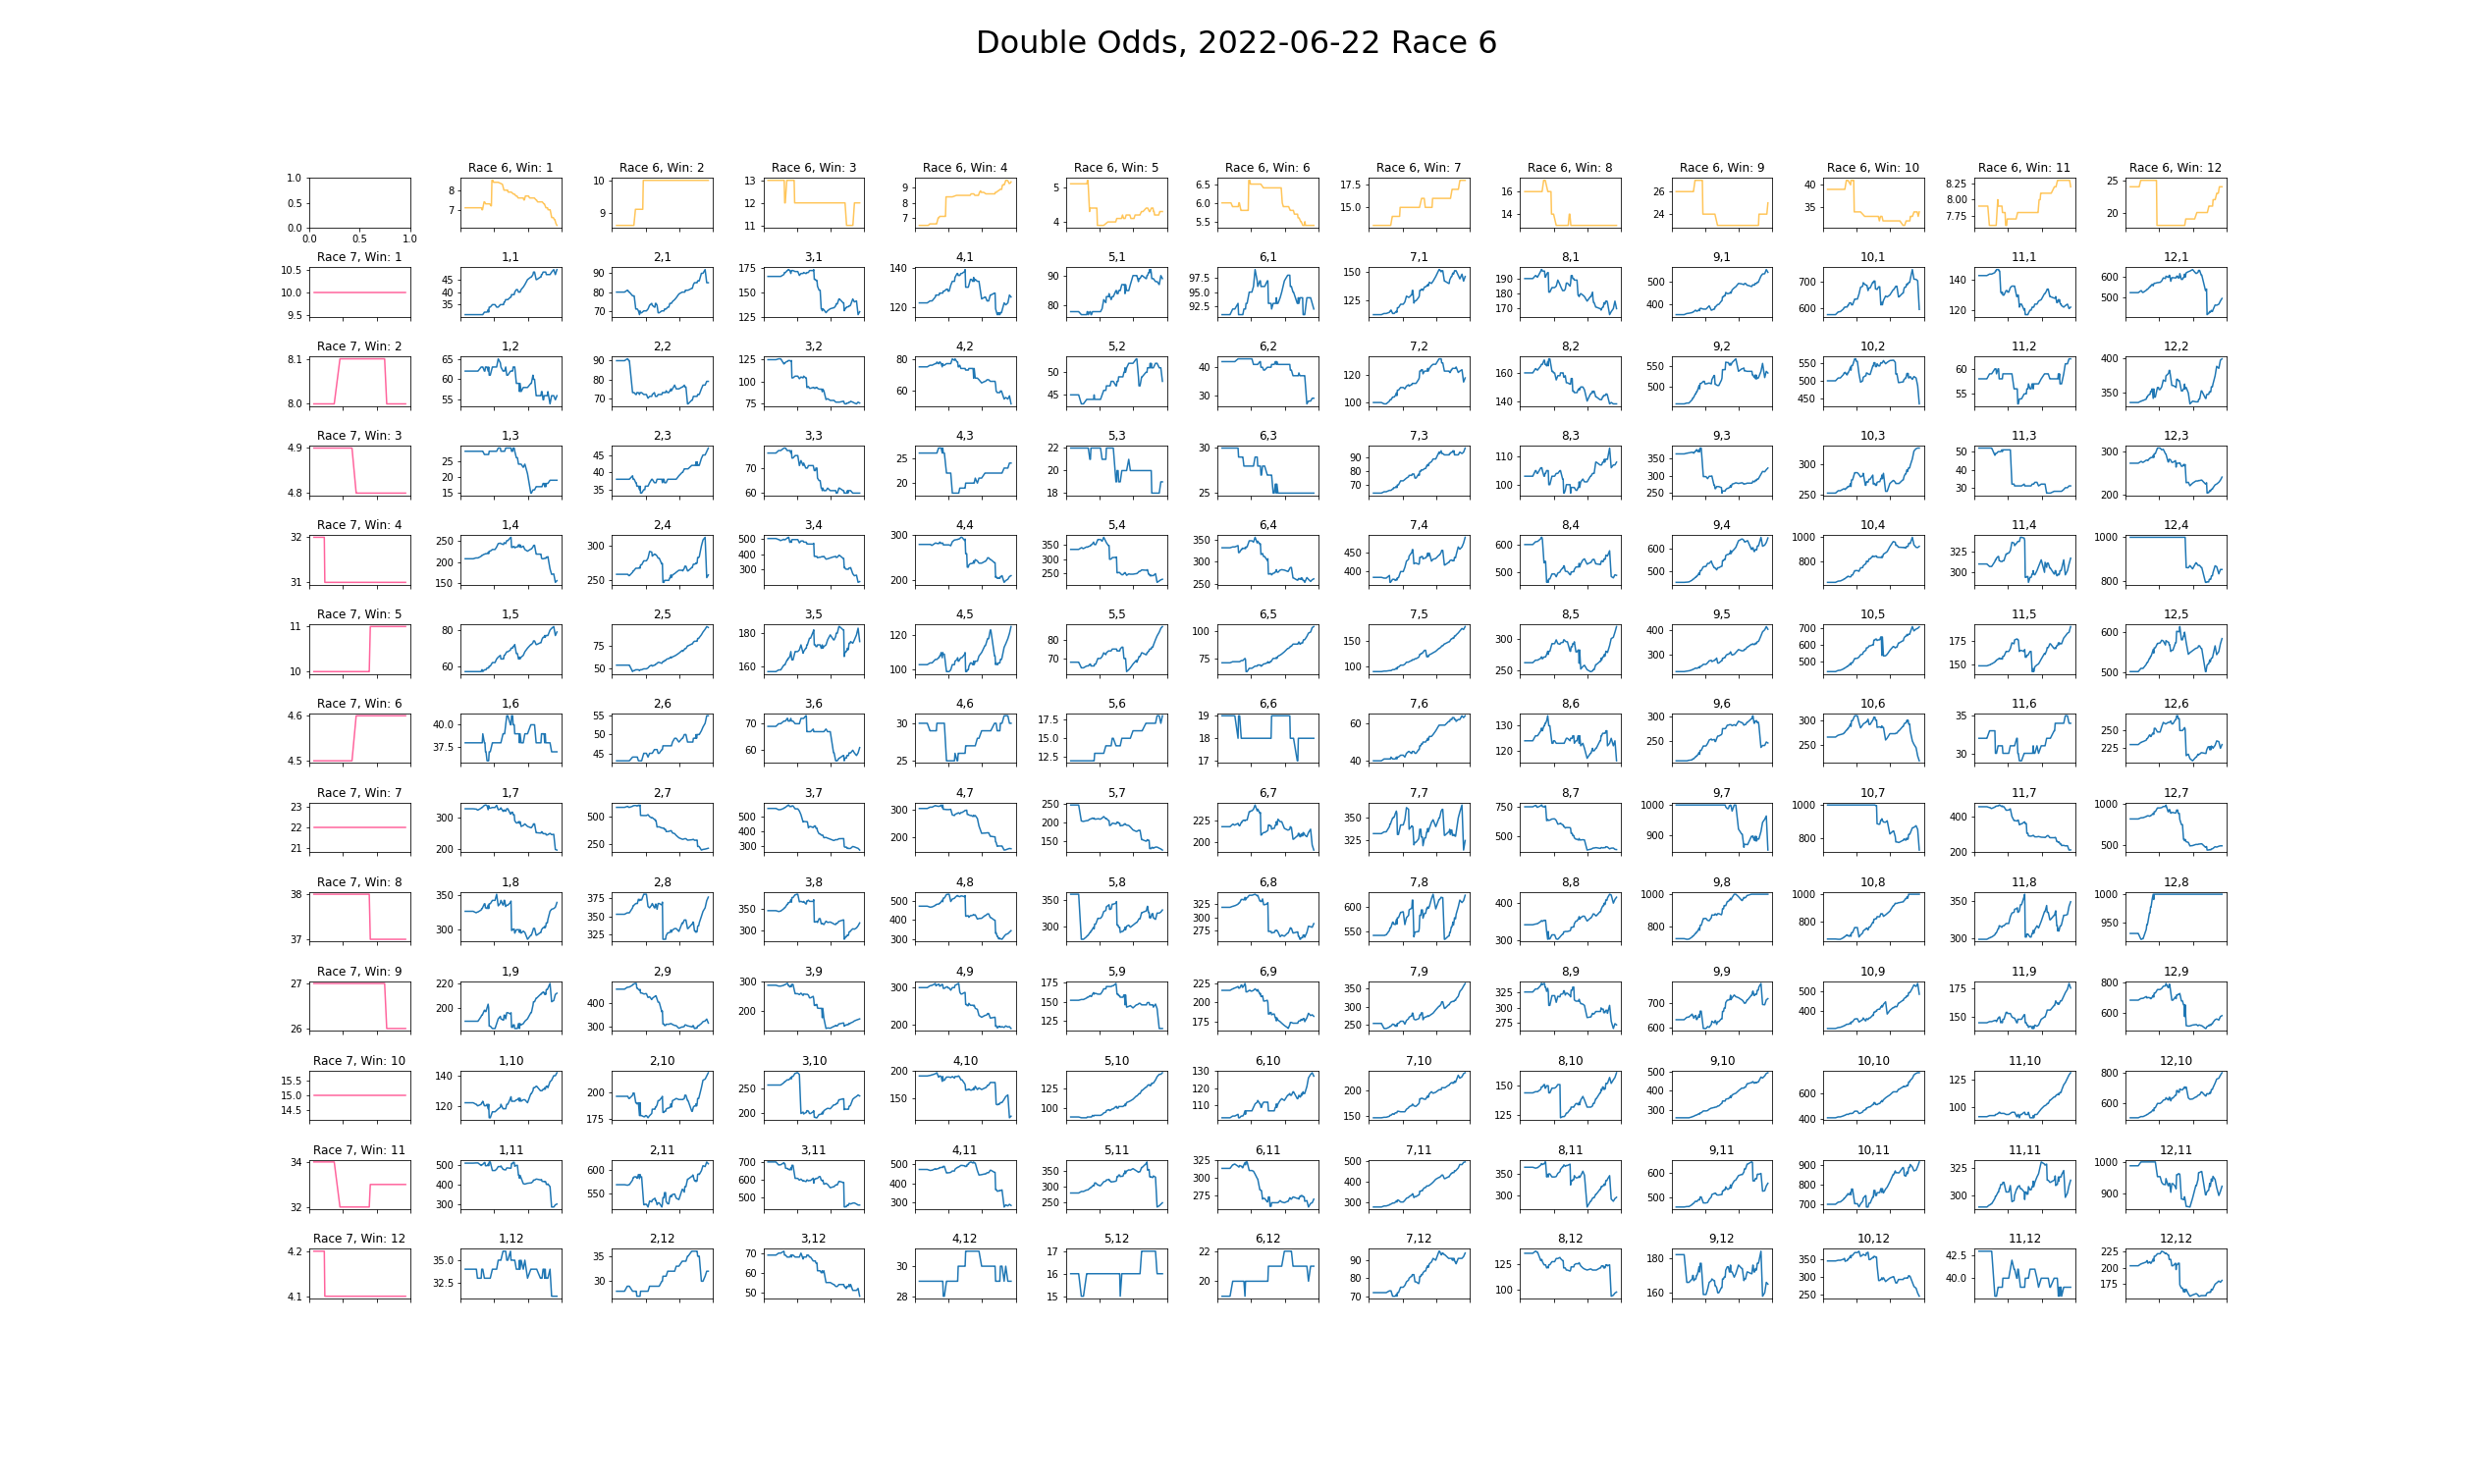 Double Odds, 2022-06-22 Race 6
Race 6, Win: 1 Race 6, Win: 2 Race 6, Win: 3 Race 6, Win: 4 Race 6, Win: 5 Race 6, Win: 6 Race 6, Win: 7 Race 6, Win: 8 Race 6, Win: 9 Race 6, Win: 10 Race 6, Win: 11 Race 6, Win: 12
1.0 0.5 0.0 0.0 0.5 1.0
8 7
10 9
13 12 11
9 8 7
5 4
6.5 6.0 5.5
17.5 15.0
16 14
26 24
40 35
8.25 8.00 7.75
25 20
Race 7, Win: 1 1,1 2,1 3,1 4,1 5,1 6,1 7,1 8,1 9,1 10,1 11,1 12,1
10.5 10.0 9.5
45 40 35
90 80 70
175 150 125
140 120
90 80
97.5 95.0 92.5
150 125
190 180 170
500 400
700 600
140 120
600 500
Race 7, Win: 2 1,2 2,2 3,2 4,2 5,2 6,2 7,2 8,2 9,2 10,2 11,2 12,2
8.1 8.0
65 60 55
90 80 70
125 100 75
80 60
50 45
40 30
120 100
160 140
550 500
550 500 450
60 55
400 350
Race 7, Win: 3 1,3 2,3 3,3 4,3 5,3 6,3 7,3 8,3 9,3 10,3 11,3 12,3
4.9 4.8
25 20 15
45 40 35
70 60
25 20
22 20 18
30 25
90 80 70
110 100
350 300 250
300 250
50 40 30
300 200
Race 7, Win: 4 1,4 2,4 3,4 4,4 5,4 6,4 7,4 8,4 9,4 10,4 11,4 12,4
32 31
250 200 150
300 250
500 400 300
300 200
350 300 250
350 300 250
450 400
600 500
600 500
1000 800
325 300
1000 800
Race 7, Win: 5 1,5 2,5 3,5 4,5 5,5 6,5 7,5 8,5 9,5 10,5 11,5 12,5
11 10
80 60
75 50
180 160
120 100
80 70
100 75
150 100
300 250
400 300
700 600 500
175 150
600 500
Race 7, Win: 6 1,6 2,6 3,6 4,6 5,6 6,6 7,6 8,6 9,6 10,6 11,6 12,6
4.6 4.5
40.0 37.5
55 50 45
70 60
30 25
17.5 15.0 12.5
19 18 17
60 40
130 120
300 250
300 250
35 30
250 225
Race 7, Win: 7 1,7 2,7 3,7 4,7 5,7 6,7 7,7 8,7 9,7 10,7 11,7 12,7
23 22 21
300 200
500 250
500 400 300
300 200
250 200 150
225 200
350 325
750 500
1000 900
1000 800
400 200
1000 500
Race 7, Win: 8 1,8 2,8 3,8 4,8 5,8 6,8 7,8 8,8 9,8 10,8 11,8 12,8
38 37
350 300
375 350 325
350 300
500 400 300
350 300
325 300 275
600 550
400 300
1000 800
1000 800
350 300
1000 950
Race 7, Win: 9 1,9 2,9 3,9 4,9 5,9 6,9 7,9 8,9 9,9 10,9 11,9 12,9
27 26
220 200
400 300
300 200
300 200
175 150 125
225 200 175
350 300 250
325 300 275
700 600
500 400
175 150
800 600
Race 7, Win: 10 1,10 2,10 3,10 4,10 5,10 6,10 7,10 8,10 9,10 10,10 11,10 12,10
15.5 15.0 14.5
140 120
200 175
250 200
200 150
125 100
130 120 110
200 150
150 125
500 400 300
600 400
125 100
800 600
Race 7, Win: 11 1,11 2,11 3,11 4,11 5,11 6,11 7,11 8,11 9,11 10,11 11,11 12,11
34 32
500 400 300
600 550
700 600 500
500 400 300
350 300 250
325 300 275
500 400 300
350 300
600 500
900 800 700
325 300
1000 900
Race 7, Win: 12 1,12 2,12 3,12 4,12 5,12 6,12 7,12 8,12 9,12 10,12 11,12 12,12
4.2 4.1
35.0 32.5
35 30
70 60 50
30 28
17 16 15
22 20
90 80 70
125 100
180 160
350 300 250
42.5 40.0
225 200 175